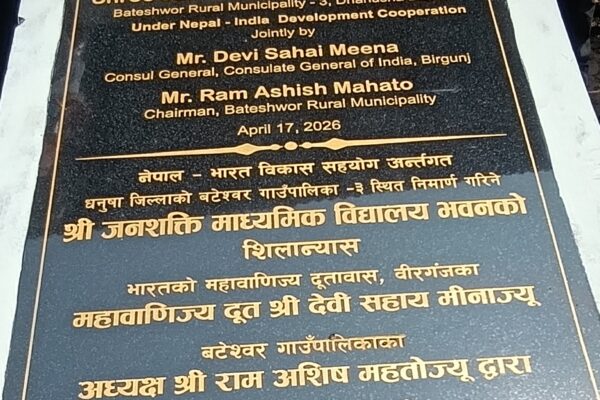 Bateshwor Rural Municipality - 3, Dhanusha
Under Nepal - India Development Cooperation
Jointly by
Mr. Devi Sahai Meena
Consul General, Consulate General of India, Birgunj
Mr. Ram Ashish Mahato
Chairman, Bateshwor Rural Municipality
April 17, 2026
नेपाल - भारत विकास सहयोग अर्न्तगत
धनुषा जिल्लाको बटेश्वर गाउँपालिका -३ स्थित निमार्ण गरिने
श्री जनशक्ति माध्यमिक विद्यालय भवनको
शिलान्यास
भारतको महावाणिज्य दूतावास, वीरगंजका
महावाणिज्य दूत श्री देवी सहाय मीनाज्यू
बटेश्वर गाउँपालिकाका
अध्यक्ष श्री राम अशिष महतोज्यू द्वारा